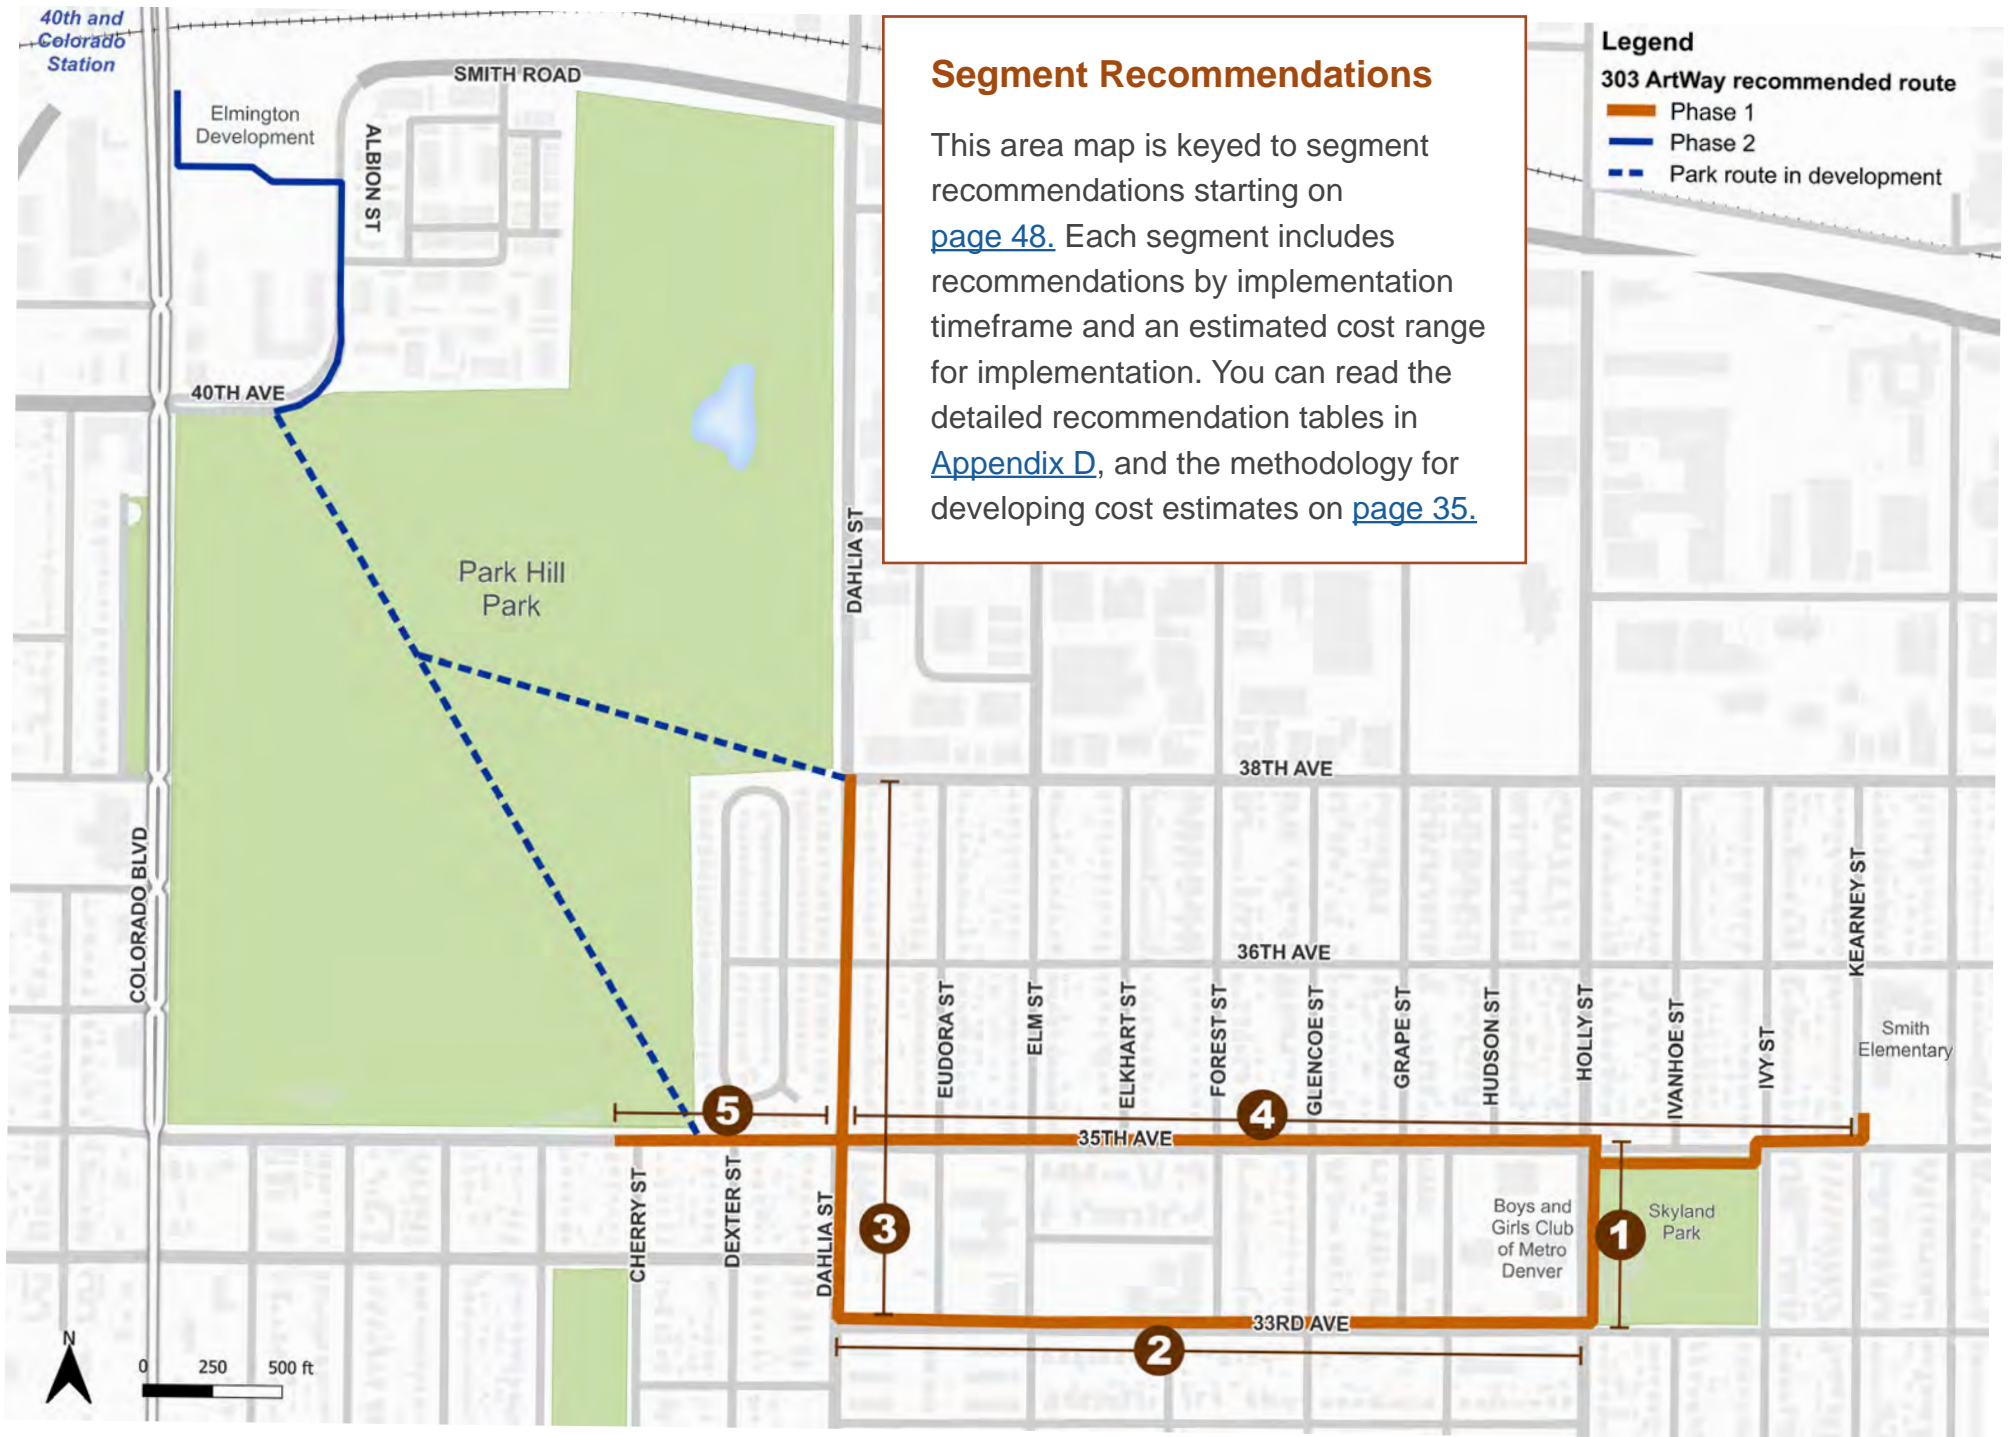 40th and
Colorado
Station
Elmington
Development
SMITH ROAD
ALBION ST
40TH AVE
Park Hill
Park
DAHLIA ST
COLORADO BLVD
Segment Recommendations
This area map is keyed to segment
recommendations starting on
page 48. Each segment includes
recommendations by implementation
timeframe and an estimated cost range
for implementation. You can read the
detailed recommendation tables in
Appendix D, and the methodology for
developing cost estimates on page 35.
Legend
303 ArtWay recommended route
Phase 1
Phase 2
Park route in development
38TH AVE
36TH AVE
KEARNEY ST
EUDORA ST
ELM ST
ELKHART ST
FOREST ST
GLENCOE ST
GRAPE ST
HUDSON ST
HOLLY ST
IVANHOE ST
IVY ST
Smith
Elementary
5
4
35TH AVE
CHERRY ST
DEXTER ST
DAHLIA ST
3
Boys and
Girls Club
of Metro
Denver
1
Skyland
Park
33RD AVE
2
N
0 250 500 ft